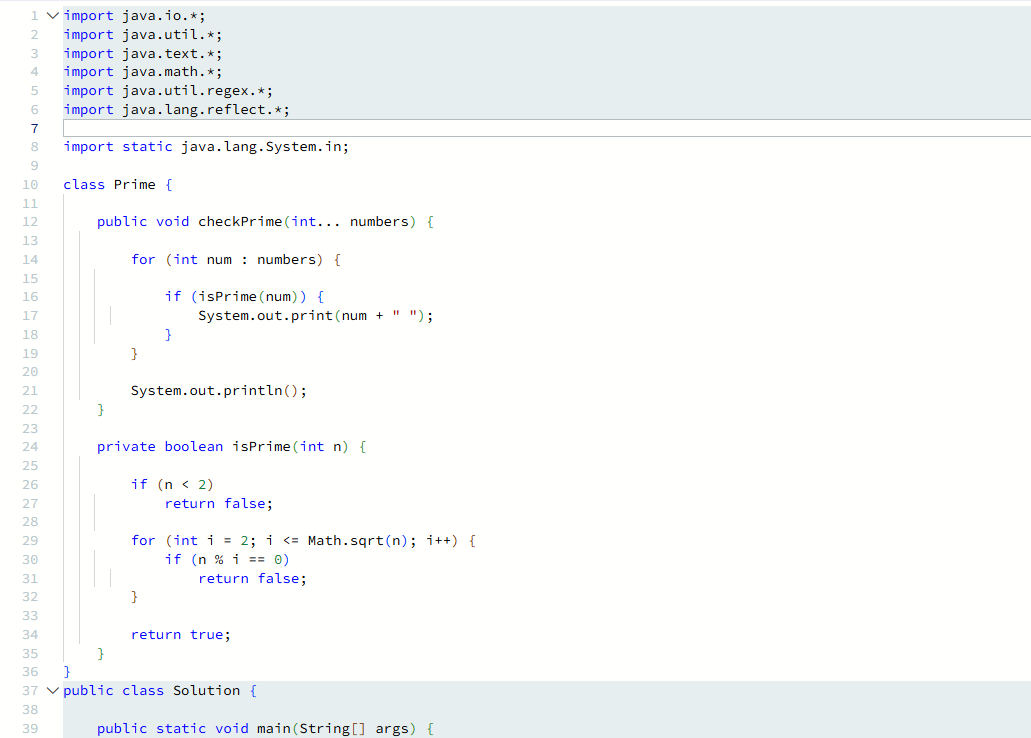 1 import java.io.*;
2 import java.util.*;
3 import java.text.*;
4 import java.math.*;
5 import java.util.regex.*;
6 import java.lang.reflect.*;
7
8 import static java.lang.System.in;
9
10 class Prime {
11
12     public void checkPrime(int... numbers) {
13
14         for (int num : numbers) {
15
16             if (isPrime(num)) {
17                 System.out.print(num + " ");
18             }
19         }
20
21         System.out.println();
22     }
23
24     private boolean isPrime(int n) {
25
26         if (n < 2)
27             return false;
28
29         for (int i = 2; i <= Math.sqrt(n); i++) {
30             if (n % i == 0)
31                 return false;
32         }
33
34         return true;
35     }
36 }
37 public class Solution {
38
39     public static void main(String[] args) {